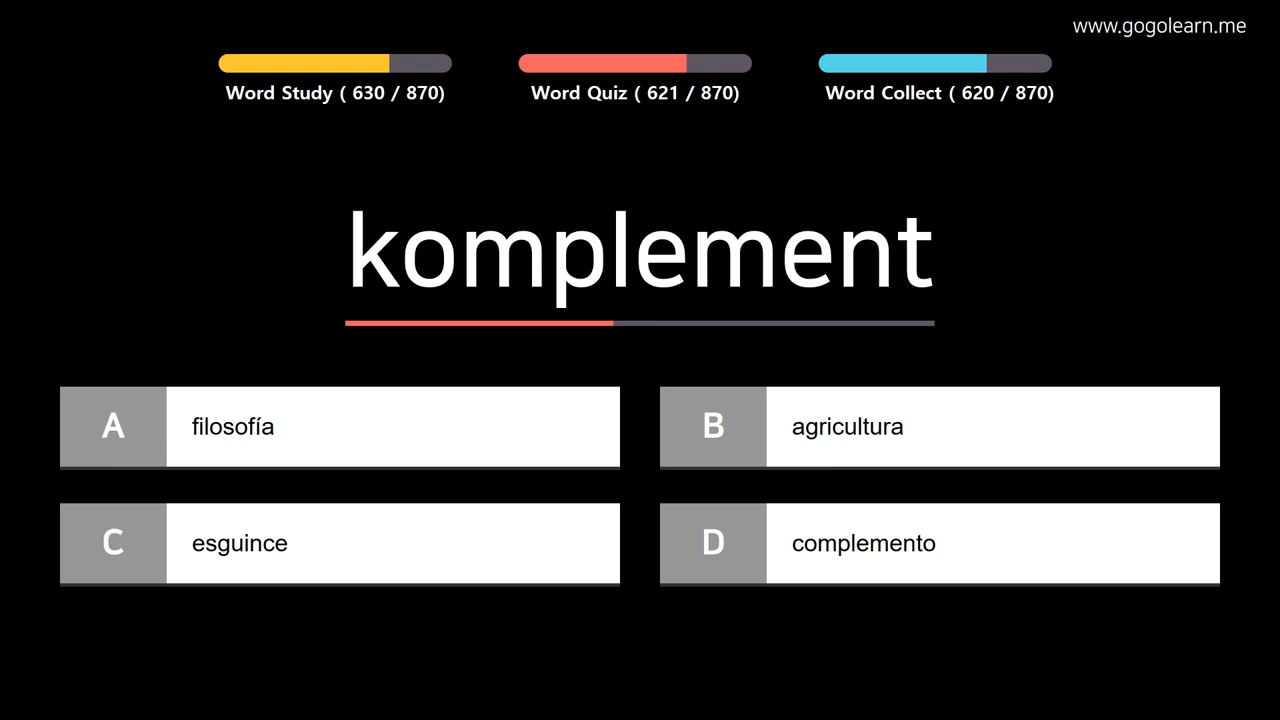 www.gogolearn.me
Word Study ( 630 / 870)
Word Quiz ( 621 / 870)
Word Collect ( 620 / 870)
komplement
A filosofía
B agricultura
C esguince
D complemento